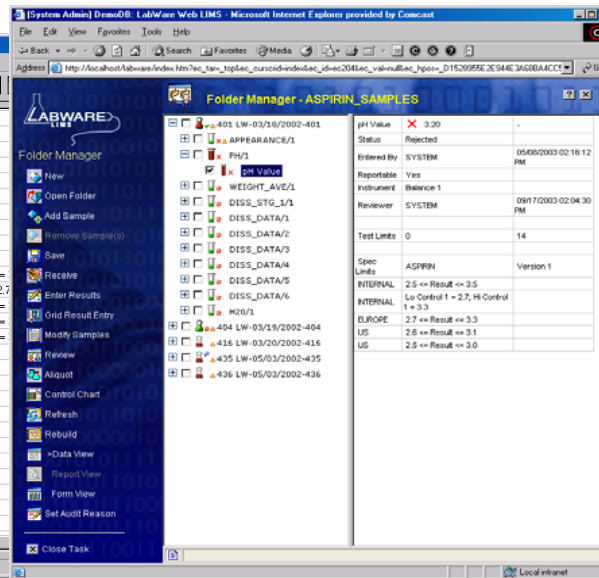 [System Admin] DemoDB: LabWare Web LIMS - Microsoft Internet Explorer provided by Comcast
File Edit View Favorites Tools Help
Back Search Favorites Media
Address
Folder Manager - ASPIRIN_SAMPLES
LABWARE
LIMS
Folder Manager
New
Open Folder
Add Sample
Remove Sample(s)
Save
Receive
Enter Results
Grid Result Entry
Modify Samples
Review
Aliquot
Control Chart
Refresh
Rebuild
>Data View
Report View
Form View
Set Audit Reason
Close Task
401 LW-03/18/2002-401
APPEARANCE/1
PH/1
pH Value
WEIGHT_AVE/1
DISS_STG_1/1
DISS_DATA/1
DISS_DATA/2
DISS_DATA/3
DISS_DATA/4
DISS_DATA/5
DISS_DATA/6
H20/1
404 LW-03/19/2002-404
416 LW-03/20/2002-416
435 LW-05/03/2002-435
436 LW-05/03/2002-436
pH Value 3.20 -
Status Rejected
Entered By SYSTEM 05/08/2003 02:16:12 PM
Reportable Yes
Instrument Balance 1
Reviewer SYSTEM 09/17/2003 02:04:30 PM
Test Limits 0 14
Spec Limits ASPIRIN Version 1
INTERNAL 2.5 <= Result <= 3.5
INTERNAL Lo Control 1 = 2.7, Hi Control 1 = 3.3
EUROPE 2.7 <= Result <= 3.3
US 2.6 <= Result <= 3.1
US 2.5 <= Result <= 3.0
Local intranet